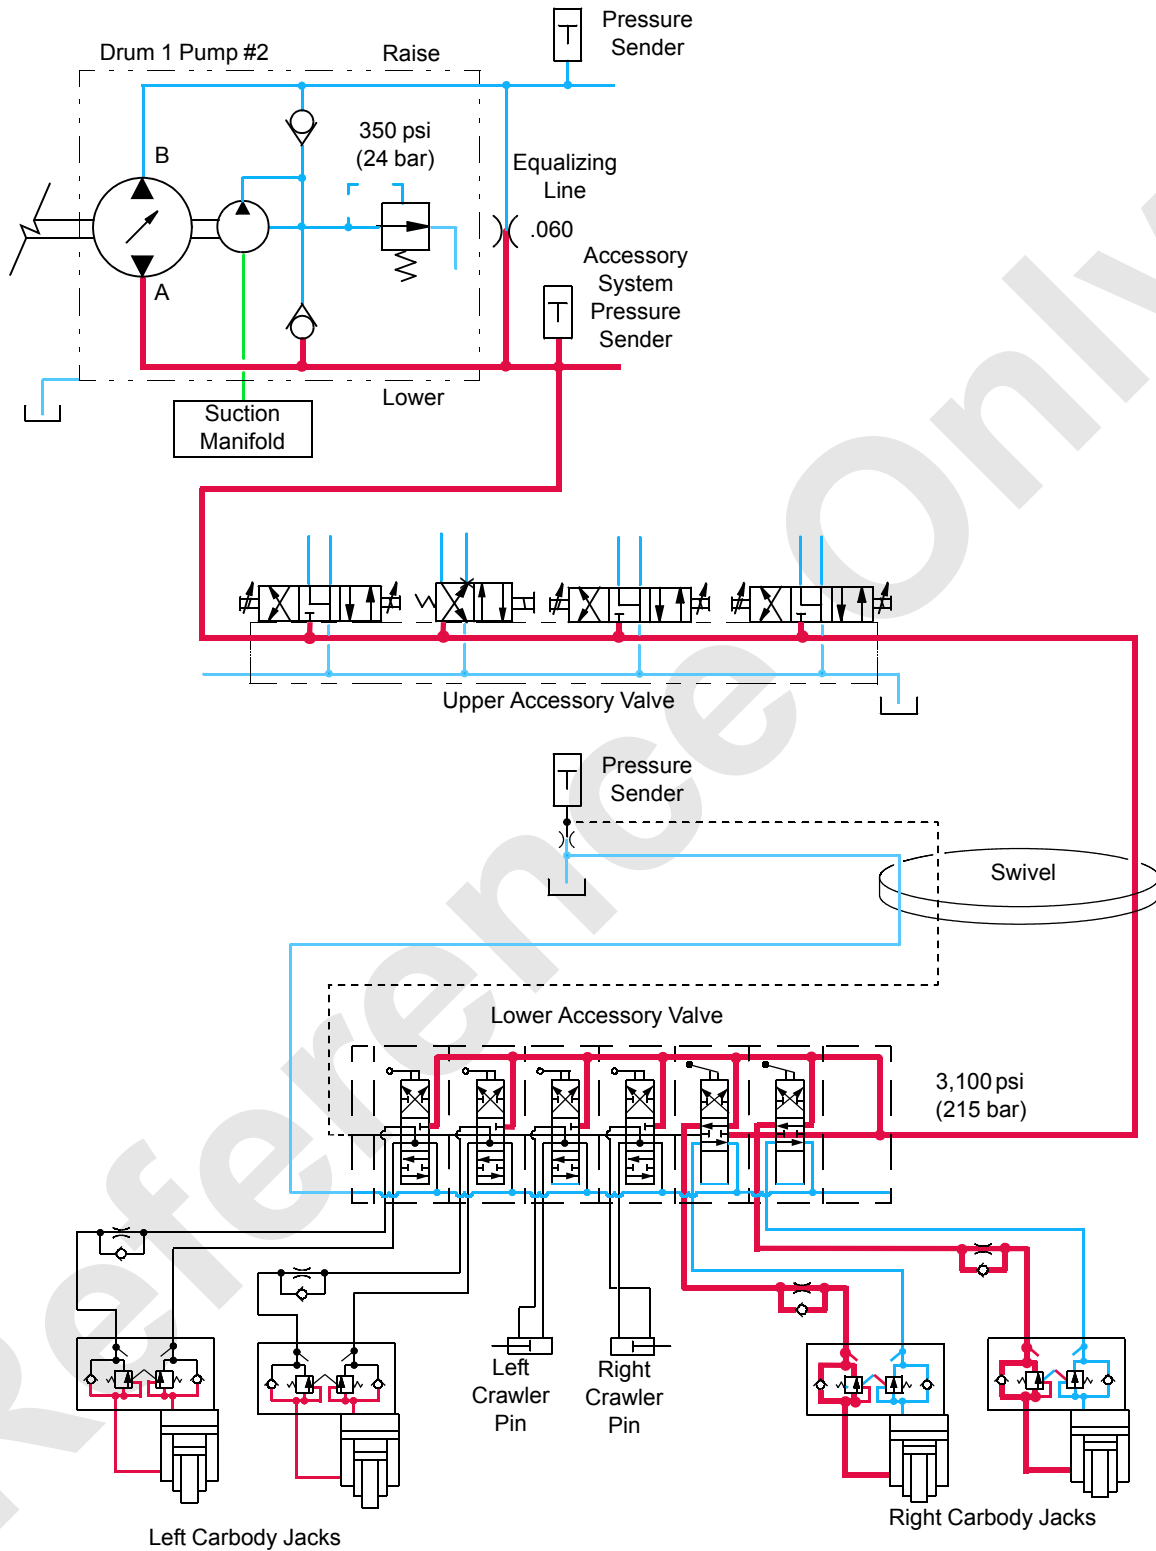 Pressure
Sender
Drum 1 Pump #2
Raise
350 psi
(24 bar)
B
Equalizing
Line
.060
A
Accessory
System
Pressure
Sender
Lower
Suction
Manifold
Upper Accessory Valve
Pressure
Sender
Swivel
Lower Accessory Valve
3,100 psi
(215 bar)
Left
Crawler
Pin
Right
Crawler
Pin
Left Carbody Jacks
Right Carbody Jacks
Reference Only